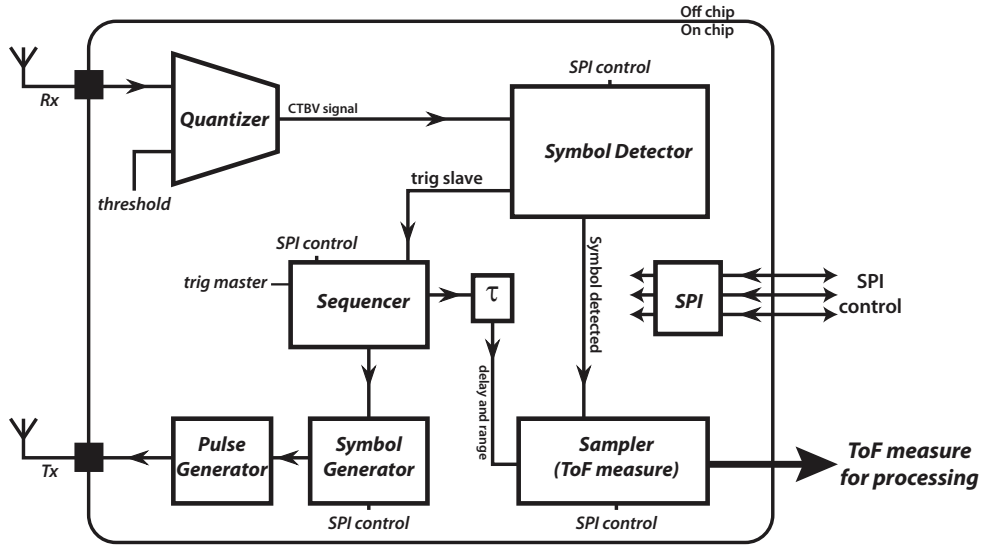 Off chip
On chip
Rx
Quantizer
threshold
CTBV signal
SPI control
Symbol Detector
trig slave
SPI control
trig master
Sequencer
τ
Symbol detected
SPI
SPI
control
delay and range
Tx
Pulse
Generator
Symbol
Generator
SPI control
Sampler
(ToF measure)
SPI control
ToF measure
for processing